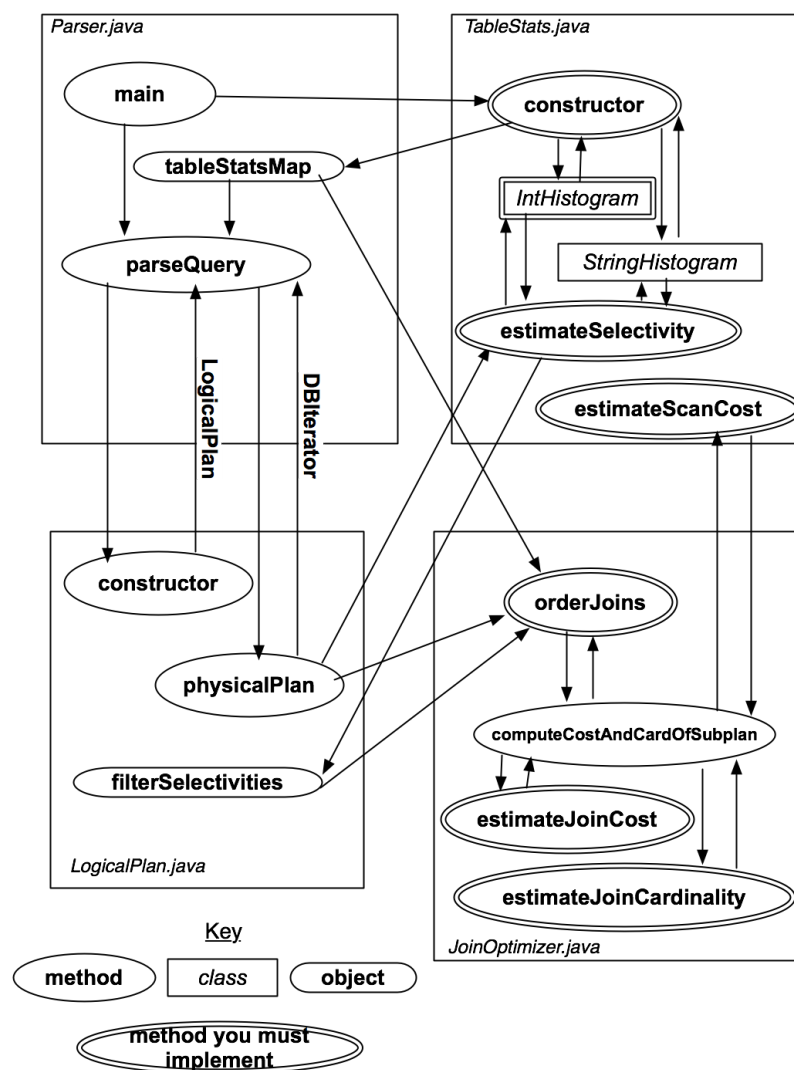 Parser.java
main
tableStatsMap
parseQuery
LogicalPlan
DBIterator
TableStats.java
constructor
IntHistogram
StringHistogram
estimateSelectivity
estimateScanCost
constructor
physicalPlan
filterSelectivities
LogicalPlan.java
orderJoins
computeCostAndCardOfSubplan
estimateJoinCost
estimateJoinCardinality
JoinOptimizer.java
Key
method
class
object
method you must
implement